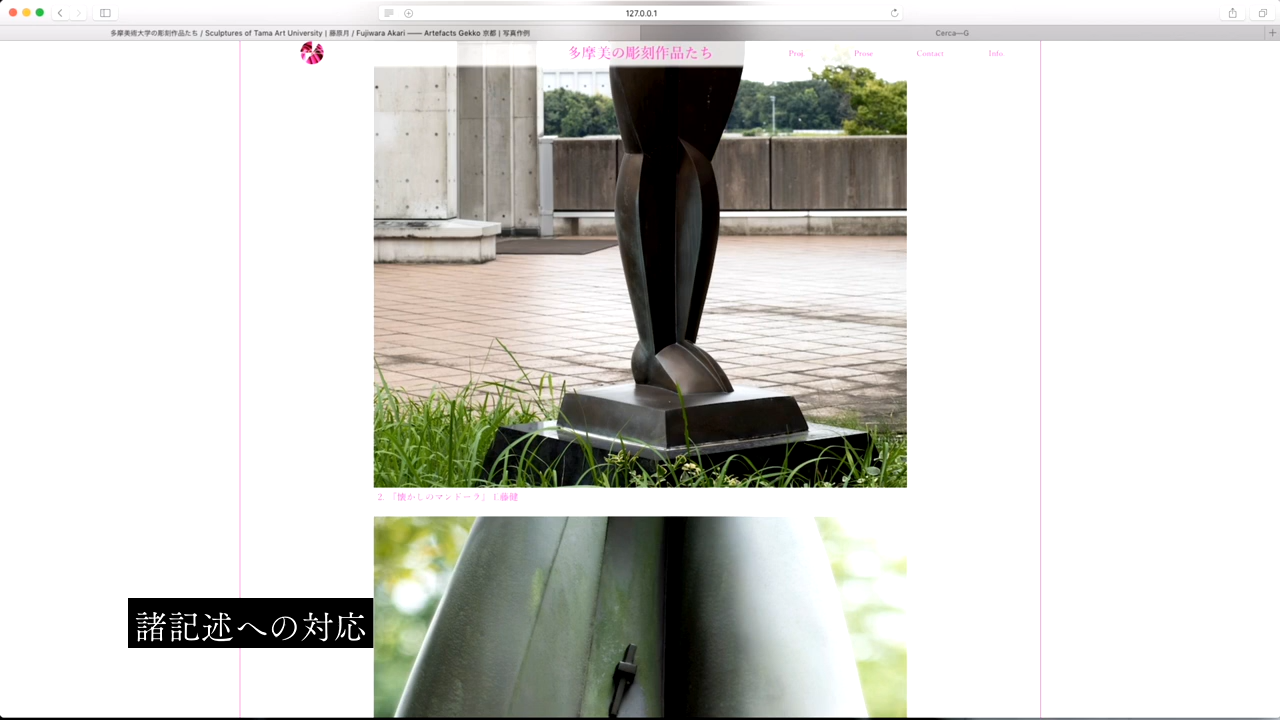 127.0.0.1
多摩美術大学の彫刻作品たち / Sculptures of Tama Art University | 藤原月 / Fujiwara Akari —— Artefacts Gekko 京都 | 写真作例
Cerca—G
多摩美の彫刻作品たち
Proj.
Prose
Contact
Info
2. 『懐かしのマンドーラ』 工藤健
諸記述への対応